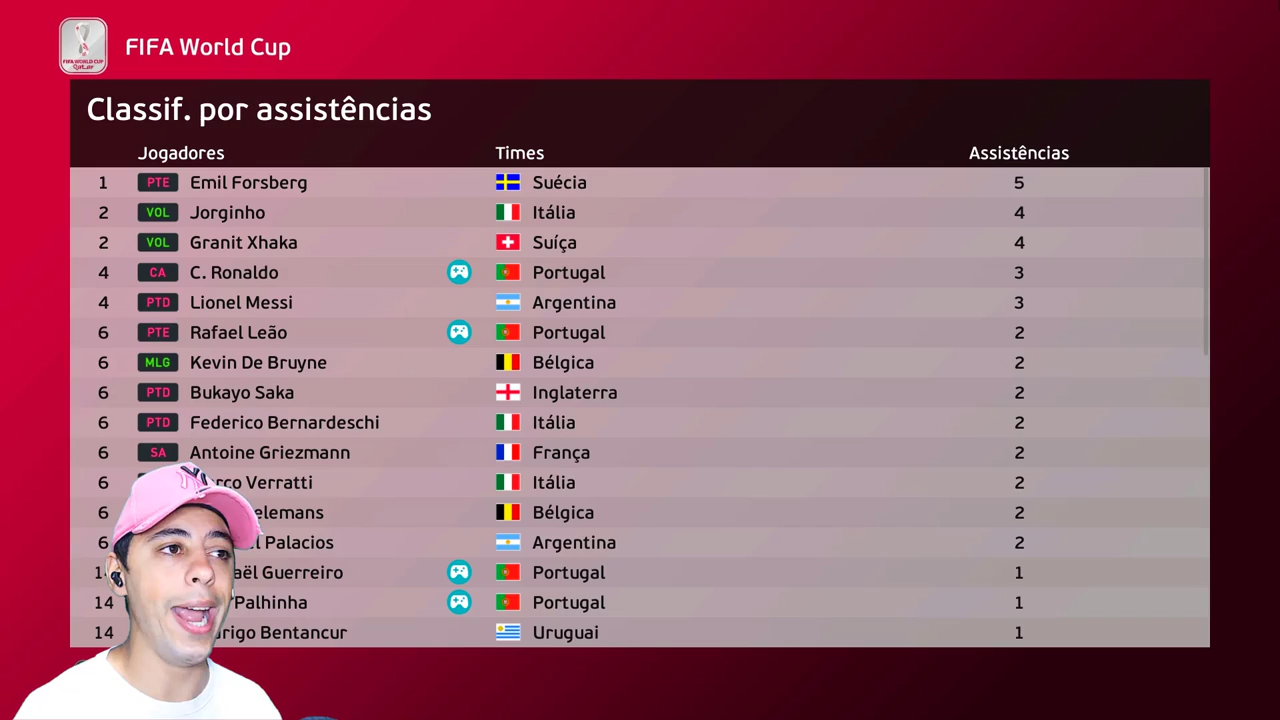 FIFA WORLD CUP
Qatar
FIFA World Cup
Classif. por assistências
Jogadores Times Assistências
1 PTE Emil Forsberg Suécia 5
2 VOL Jorginho Itália 4
2 VOL Granit Xhaka Suíça 4
4 CA C. Ronaldo Portugal 3
4 PTD Lionel Messi Argentina 3
6 PTE Rafael Leão Portugal 2
6 MLG Kevin De Bruyne Bélgica 2
6 PTD Bukayo Saka Inglaterra 2
6 PTD Federico Bernardeschi Itália 2
6 SA Antoine Griezmann França 2
6 Verratti Itália 2
6 Bélgica 2
6 Palacios Argentina 2
Guerreiro Portugal 1
14 Palhinha Portugal 1
14 Bentancur Uruguai 1